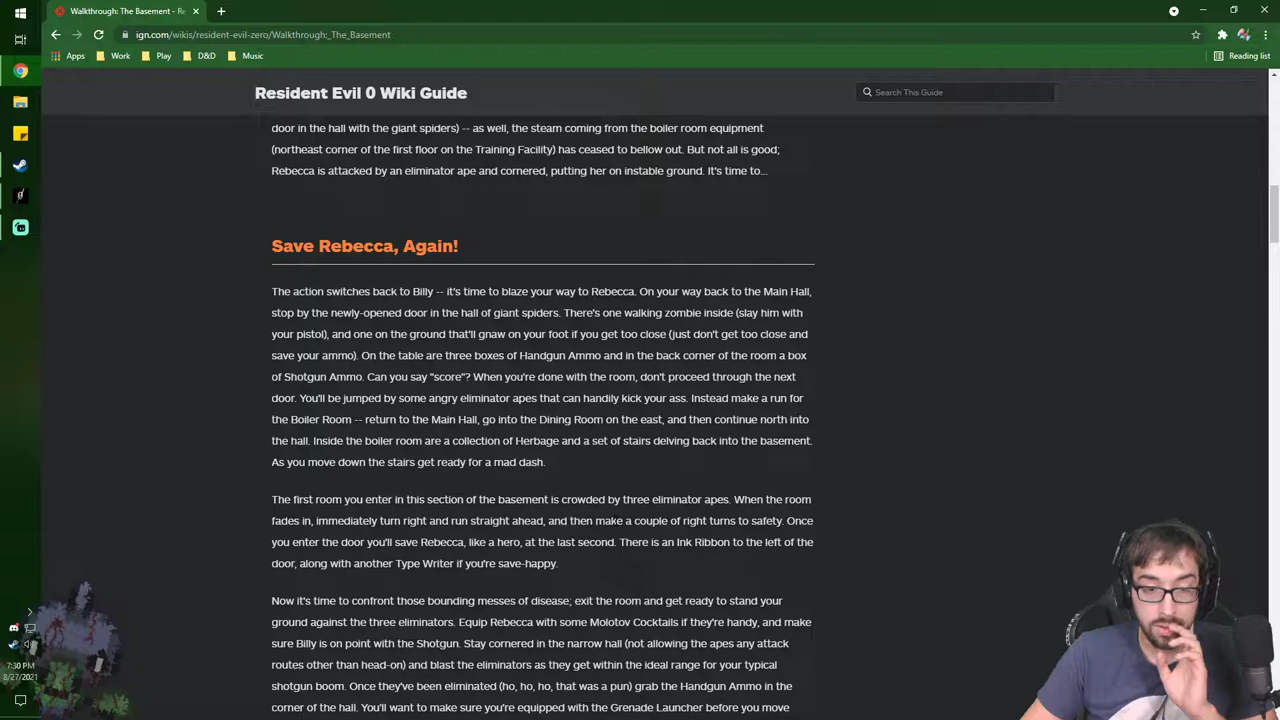 Walkthrough: The Basement - Re
ign.com/wikis/resident-evil-zero/Walkthrough:_The_Basement
Apps Work Play D&D Music Reading list
Resident Evil 0 Wiki Guide
Search This Guide
door in the hall with the giant spiders) -- as well, the steam coming from the boiler room equipment
(northeast corner of the first floor on the Training Facility) has ceased to bellow out. But not all is good;
Rebecca is attacked by an eliminator ape and cornered, putting her on instable ground. It's time to...
Save Rebecca, Again!
The action switches back to Billy -- it's time to blaze your way to Rebecca. On your way back to the Main Hall,
stop by the newly-opened door in the hall of giant spiders. There's one walking zombie inside (slay him with
your pistol), and one on the ground that'll gnaw on your foot if you get too close (just don't get too close and
save your ammo). On the table are three boxes of Handgun Ammo and in the back corner of the room a box
of Shotgun Ammo. Can you say "score"? When you're done with the room, don't proceed through the next
door. You'll be jumped by some angry eliminator apes that can handily kick your ass. Instead make a run for
the Boiler Room -- return to the Main Hall, go into the Dining Room on the east, and then continue north into
the hall. Inside the boiler room are a collection of Herbage and a set of stairs delving back into the basement.
As you move down the stairs get ready for a mad dash.
The first room you enter in this section of the basement is crowded by three eliminator apes. When the room
fades in, immediately turn right and run straight ahead, and then make a couple of right turns to safety. Once
you enter the door you'll save Rebecca, like a hero, at the last second. There is an Ink Ribbon to the left of the
door, along with another Type Writer if you're save-happy.
Now it's time to confront those bounding messes of disease; exit the room and get ready to stand your
ground against the three eliminators. Equip Rebecca with some Molotov Cocktails if they're handy, and make
sure Billy is on point with the Shotgun. Stay cornered in the narrow hall (not allowing the apes any attack
routes other than head-on) and blast the eliminators as they get within the ideal range for your typical
shotgun boom. Once they've been eliminated (ho, ho, ho, that was a pun) grab the Handgun Ammo in the
corner of the hall. You'll want to make sure you're equipped with the Grenade Launcher before you move
7:30 PM
8/27/2021